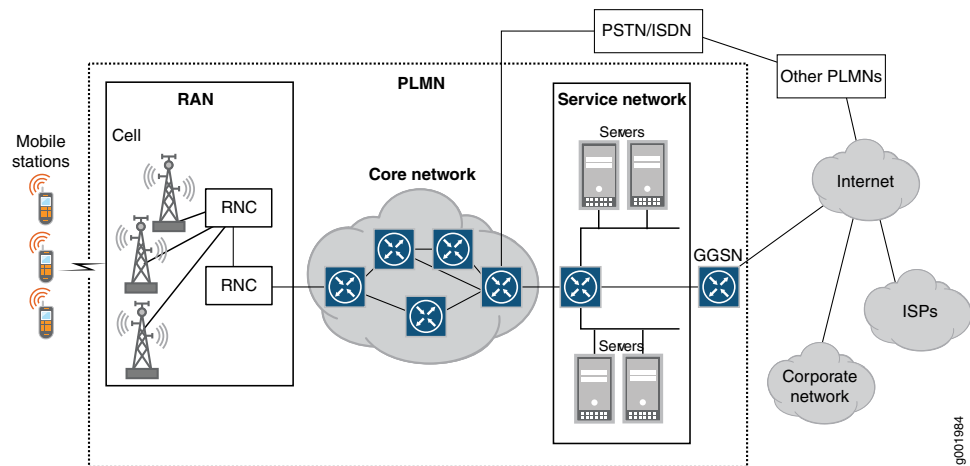 PSTN/ISDN
Other PLMNs
PLMN
RAN
Service network
Cell
Servers
Mobile
stations
Core network
Internet
RNC
GGSN
RNC
ISPs
Servers
Corporate
network
g001984